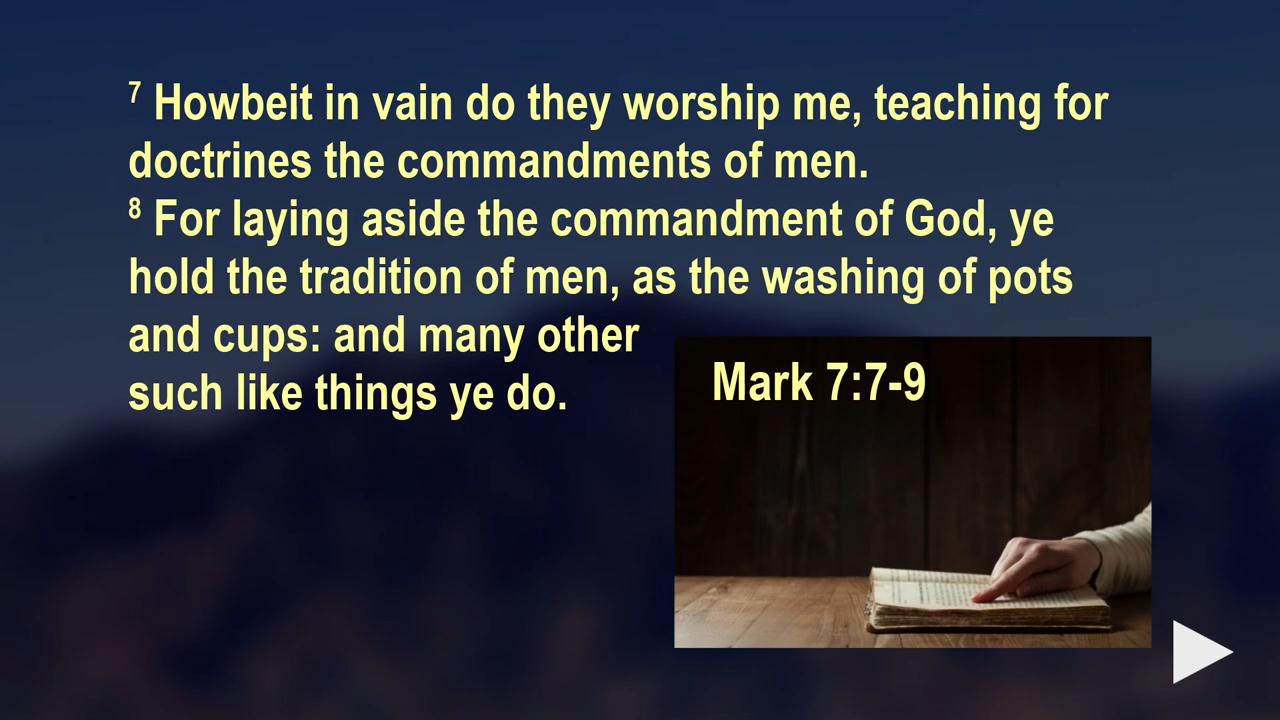 7 Howbeit in vain do they worship me, teaching for
doctrines the commandments of men.
8 For laying aside the commandment of God, ye
hold the tradition of men, as the washing of pots
and cups: and many other
such like things ye do.
Mark 7:7-9